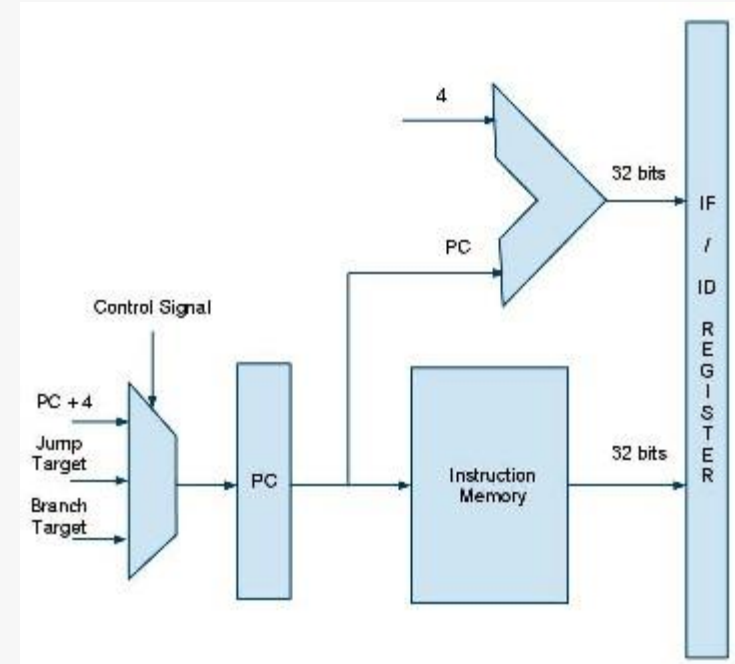 4
32 bits
PC
Control Signal
PC + 4
Jump
Target
Branch
Target
PC
Instruction
Memory
32 bits
IF
/
ID
R
E
G
I
S
T
E
R